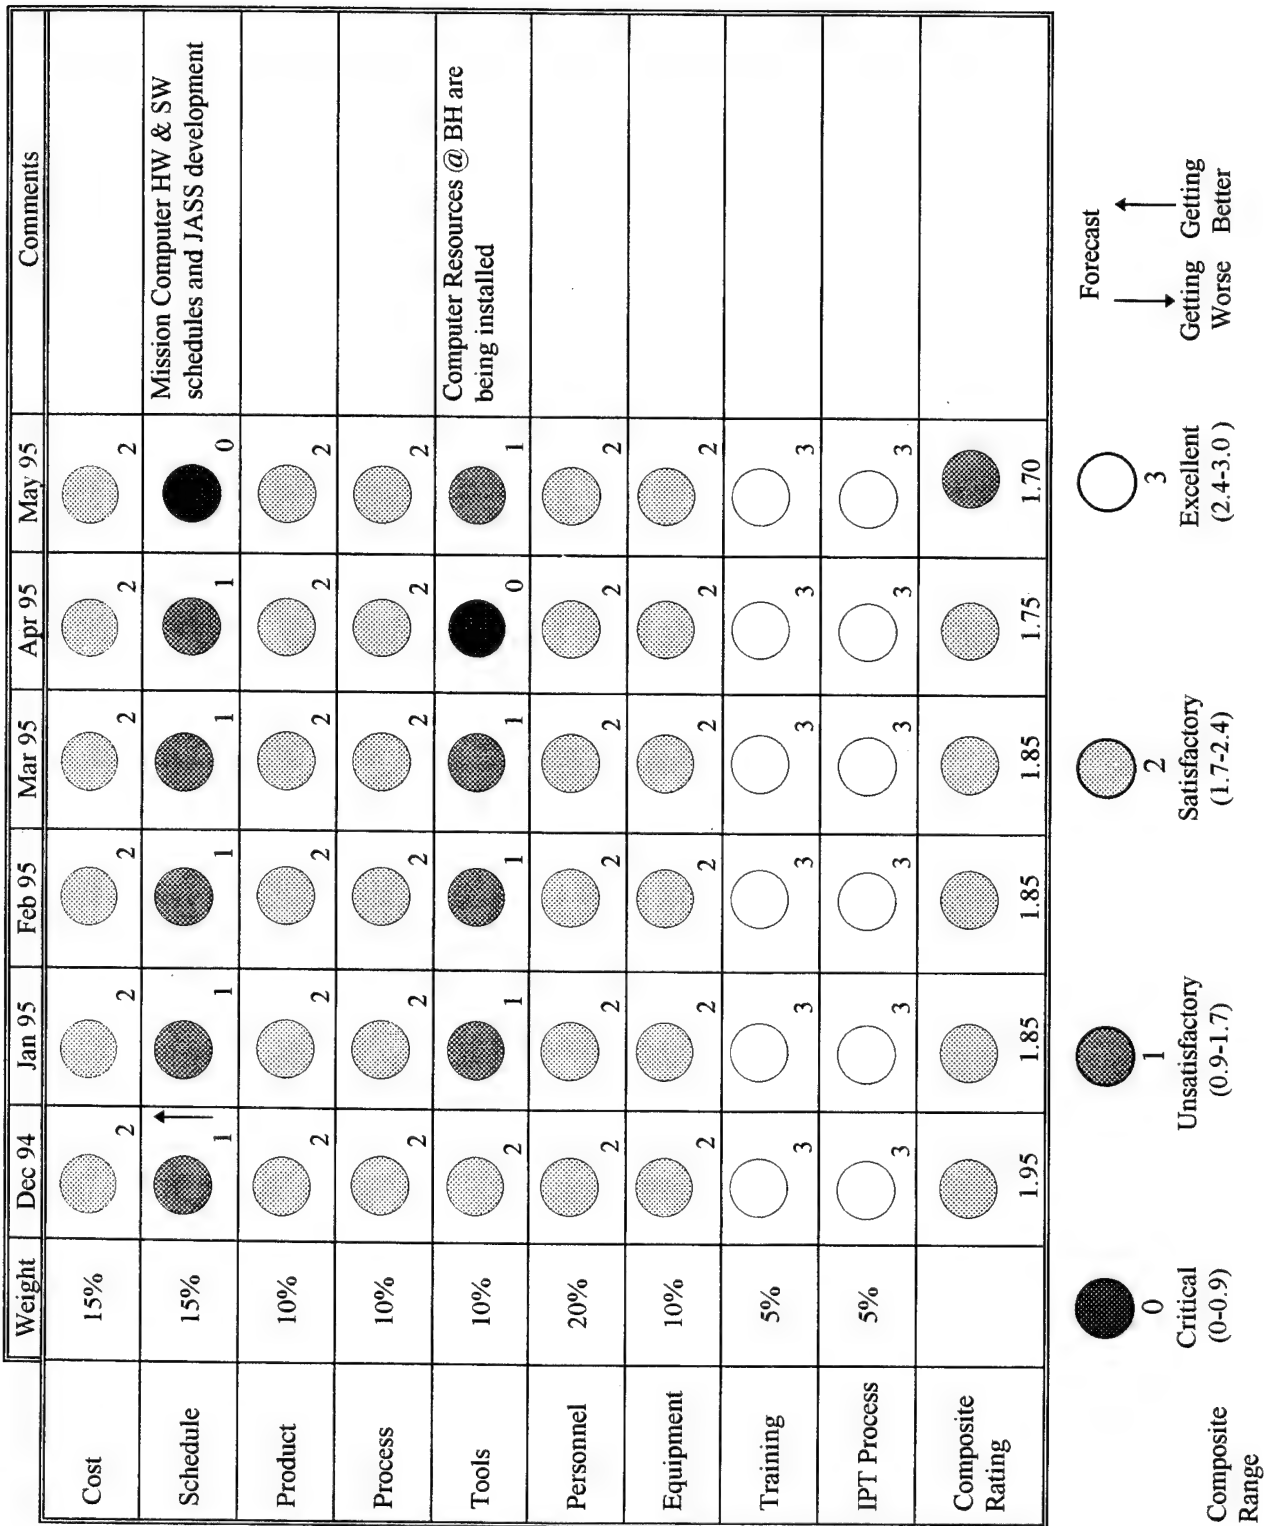 Weight Dec 94 Jan 95 Feb 95 Mar 95 Apr 95 May 95 Comments
Cost 15% 2 2 2 2 2 2
Schedule 15% 1 1 1 1 1 0 Mission Computer HW & SW
schedules and JASS development
Product 10% 2 2 2 2 2 2
Process 10% 2 2 2 2 2 2
Tools 10% 2 1 1 1 0 1 Computer Resources @ BH are
being installed
Personnel 20% 2 2 2 2 2 2
Equipment 10% 2 2 2 2 2 2
Training 5% 3 3 3 3 3 3
IPT Process 5% 3 3 3 3 3 3
Composite
Rating 1.95 1.85 1.85 1.85 1.75 1.70
Composite
Range
0
Critical
(0-0.9)
1
Unsatisfactory
(0.9-1.7)
2
Satisfactory
(1.7-2.4)
3
Excellent
(2.4-3.0 )
Forecast
Getting
Worse
Getting
Better